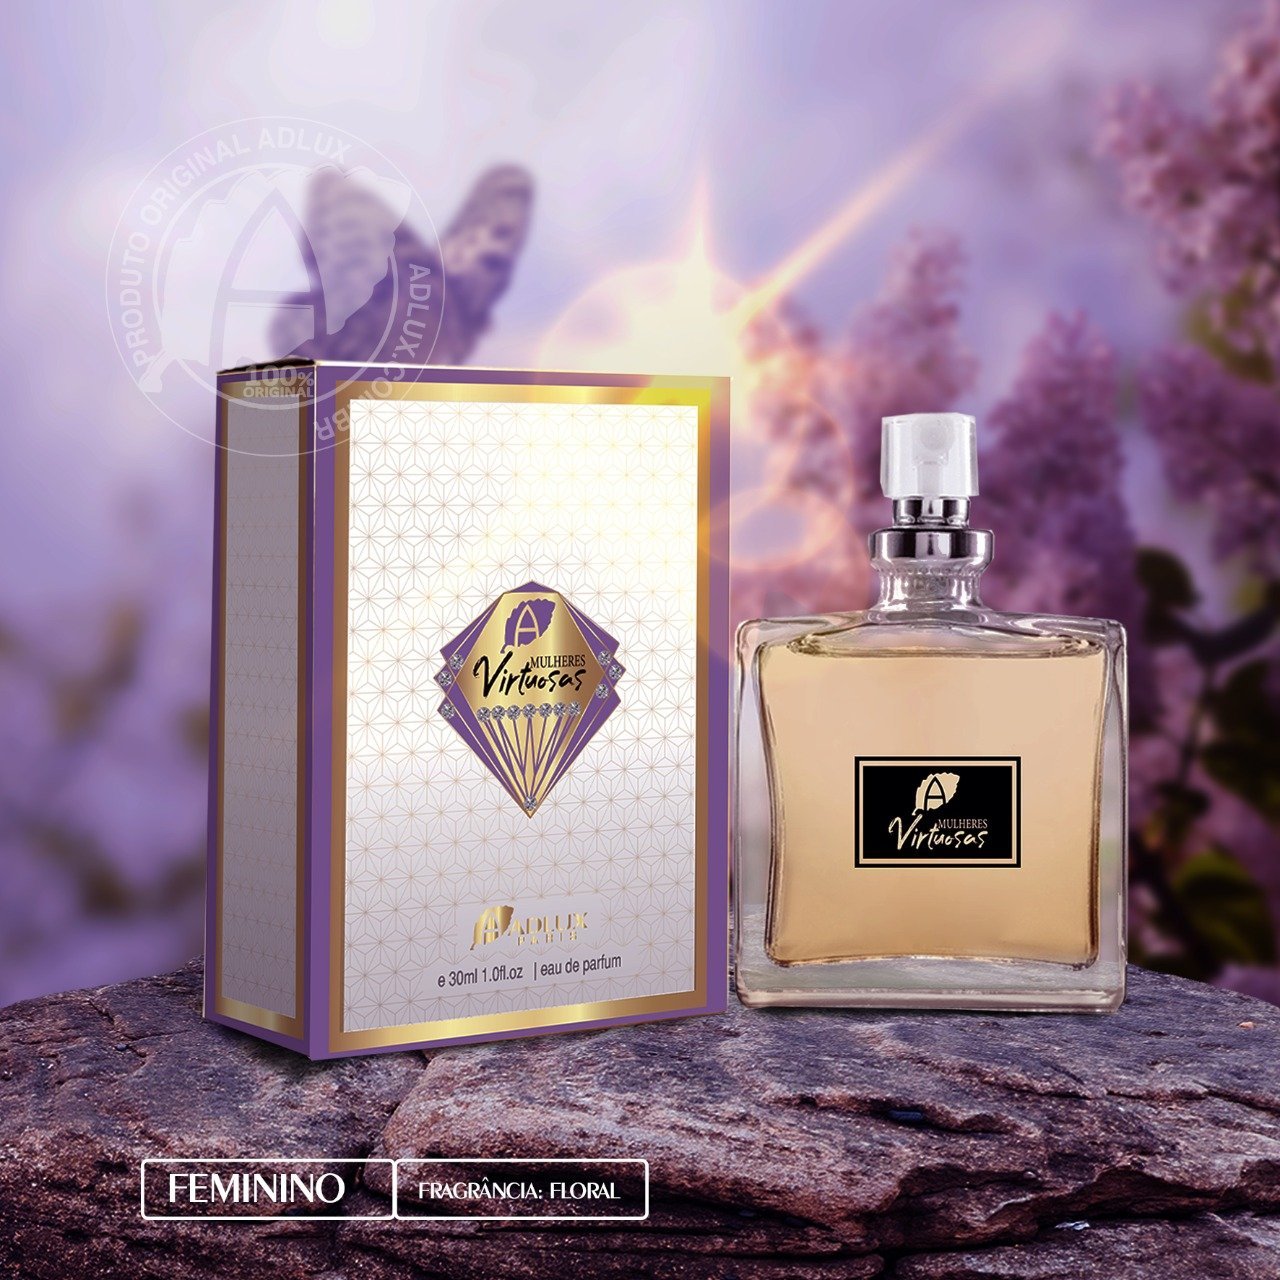 PRODUTO ORIGINAL ADLUX
ADLUX.COM.BR
A
100%
ORIGINAL
A
MULHERES
Virtuosas
ADLUX
PARIS
e 30ml 1.0fl.oz | eau de parfum
A
MULHERES
Virtuosas
FEMININO
FRAGRÂNCIA: FLORAL